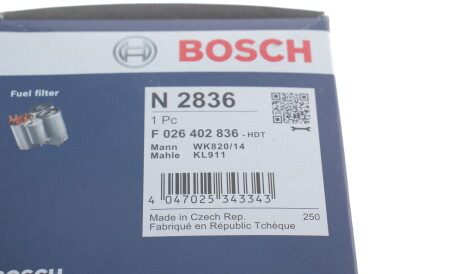 BOSCH
Fuel filter
N 2836
1 Pc
F 026 402 836 - HDT
Mann WK820/14
Mahle KL911
4 047025 343343
Made in Czech Rep. 250
Fabriqué en République Tchèque
BOSCH